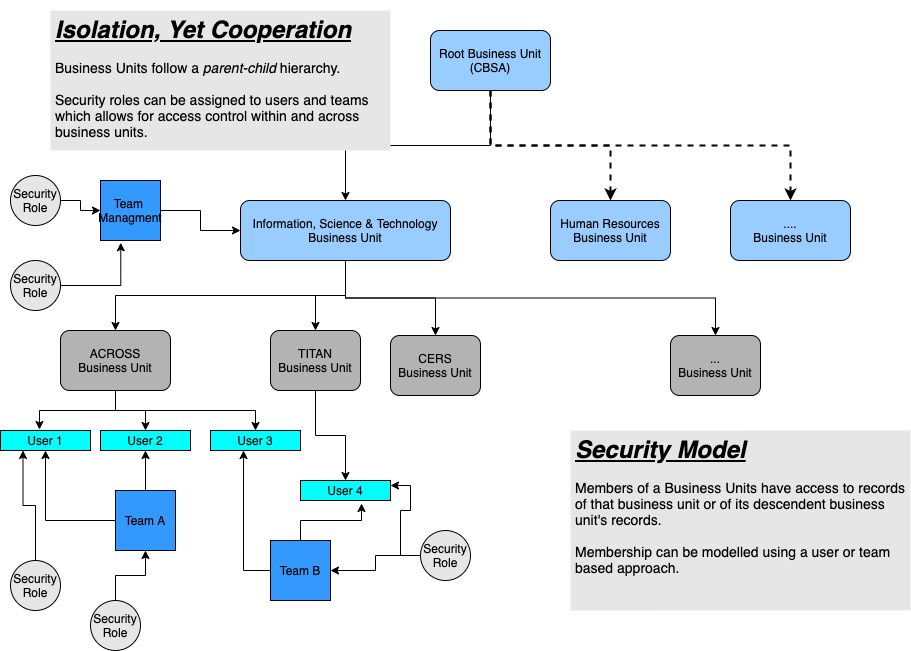 Isolation, Yet Cooperation
Business Units follow a parent-child hierarchy.
Security roles can be assigned to users and teams
which allows for access control within and across
business units.
Root Business Unit
(CBSA)
Security
Role
Team
Managment
Information, Science & Technology
Business Unit
Human Resources
Business Unit
....
Business Unit
Security
Role
ACROSS
Business Unit
TITAN
Business Unit
CERS
Business Unit
...
Business Unit
User 1
User 2
User 3
User 4
Security Model
Members of a Business Units have access to records
of that business unit or of its descendent business
unit's records.
Membership can be modelled using a user or team
based approach.
Team A
Team B
Security
Role
Security
Role
Security
Role